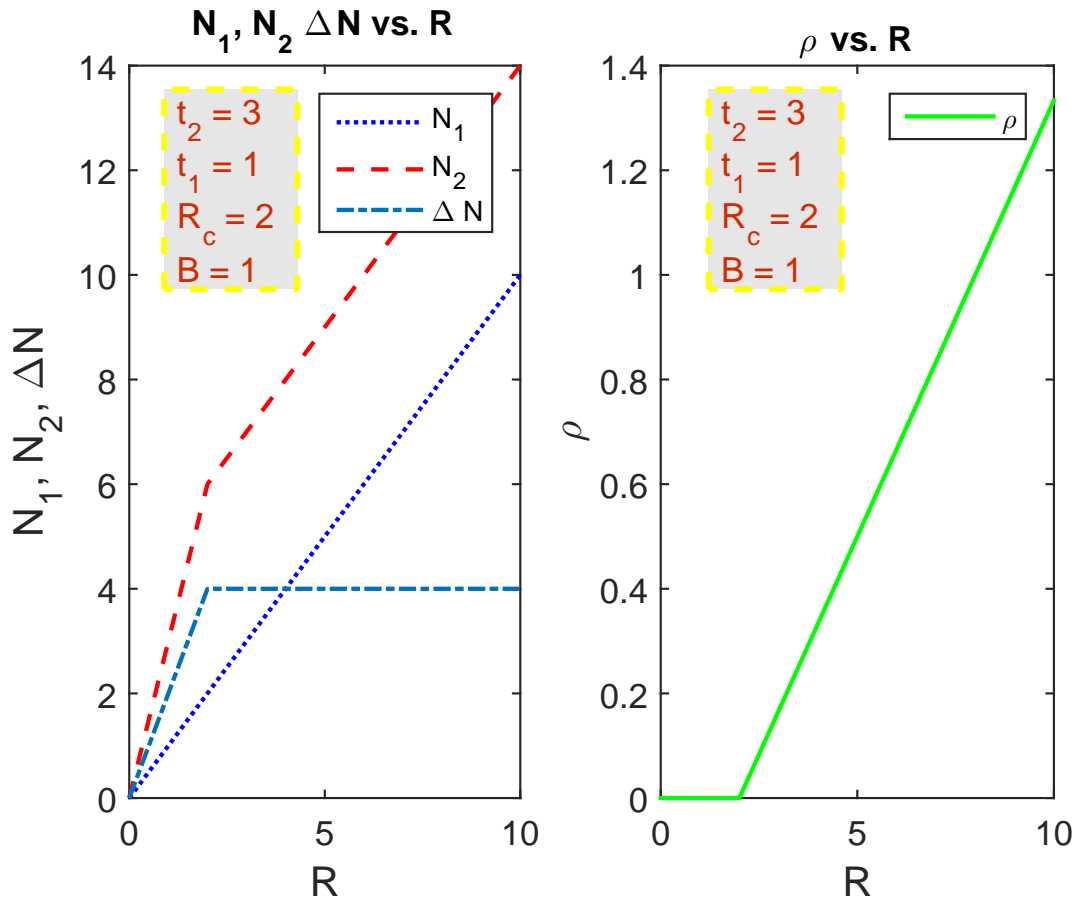 N₁, N₂ ΔN vs. R
t₂ = 3
t₁ = 1
R_c = 2
B = 1
N₁
N₂
Δ N
14
12
10
8
6
4
2
0
0 5 10
R
N₁, N₂, ΔN
ρ vs. R
t₂ = 3
t₁ = 1
R_c = 2
B = 1
ρ
1.4
1.2
1
0.8
0.6
0.4
0.2
0
0 5 10
R
ρ